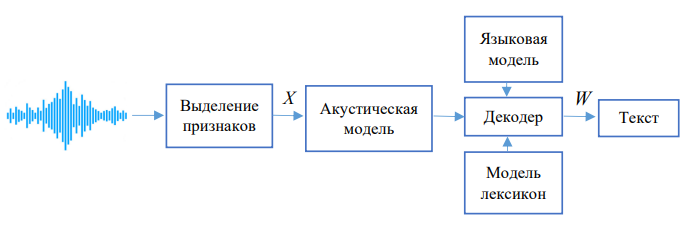 Выделение
признаков
X
Акустическая
модель
Языковая
модель
Декодер
Модель
лексикон
W
Текст